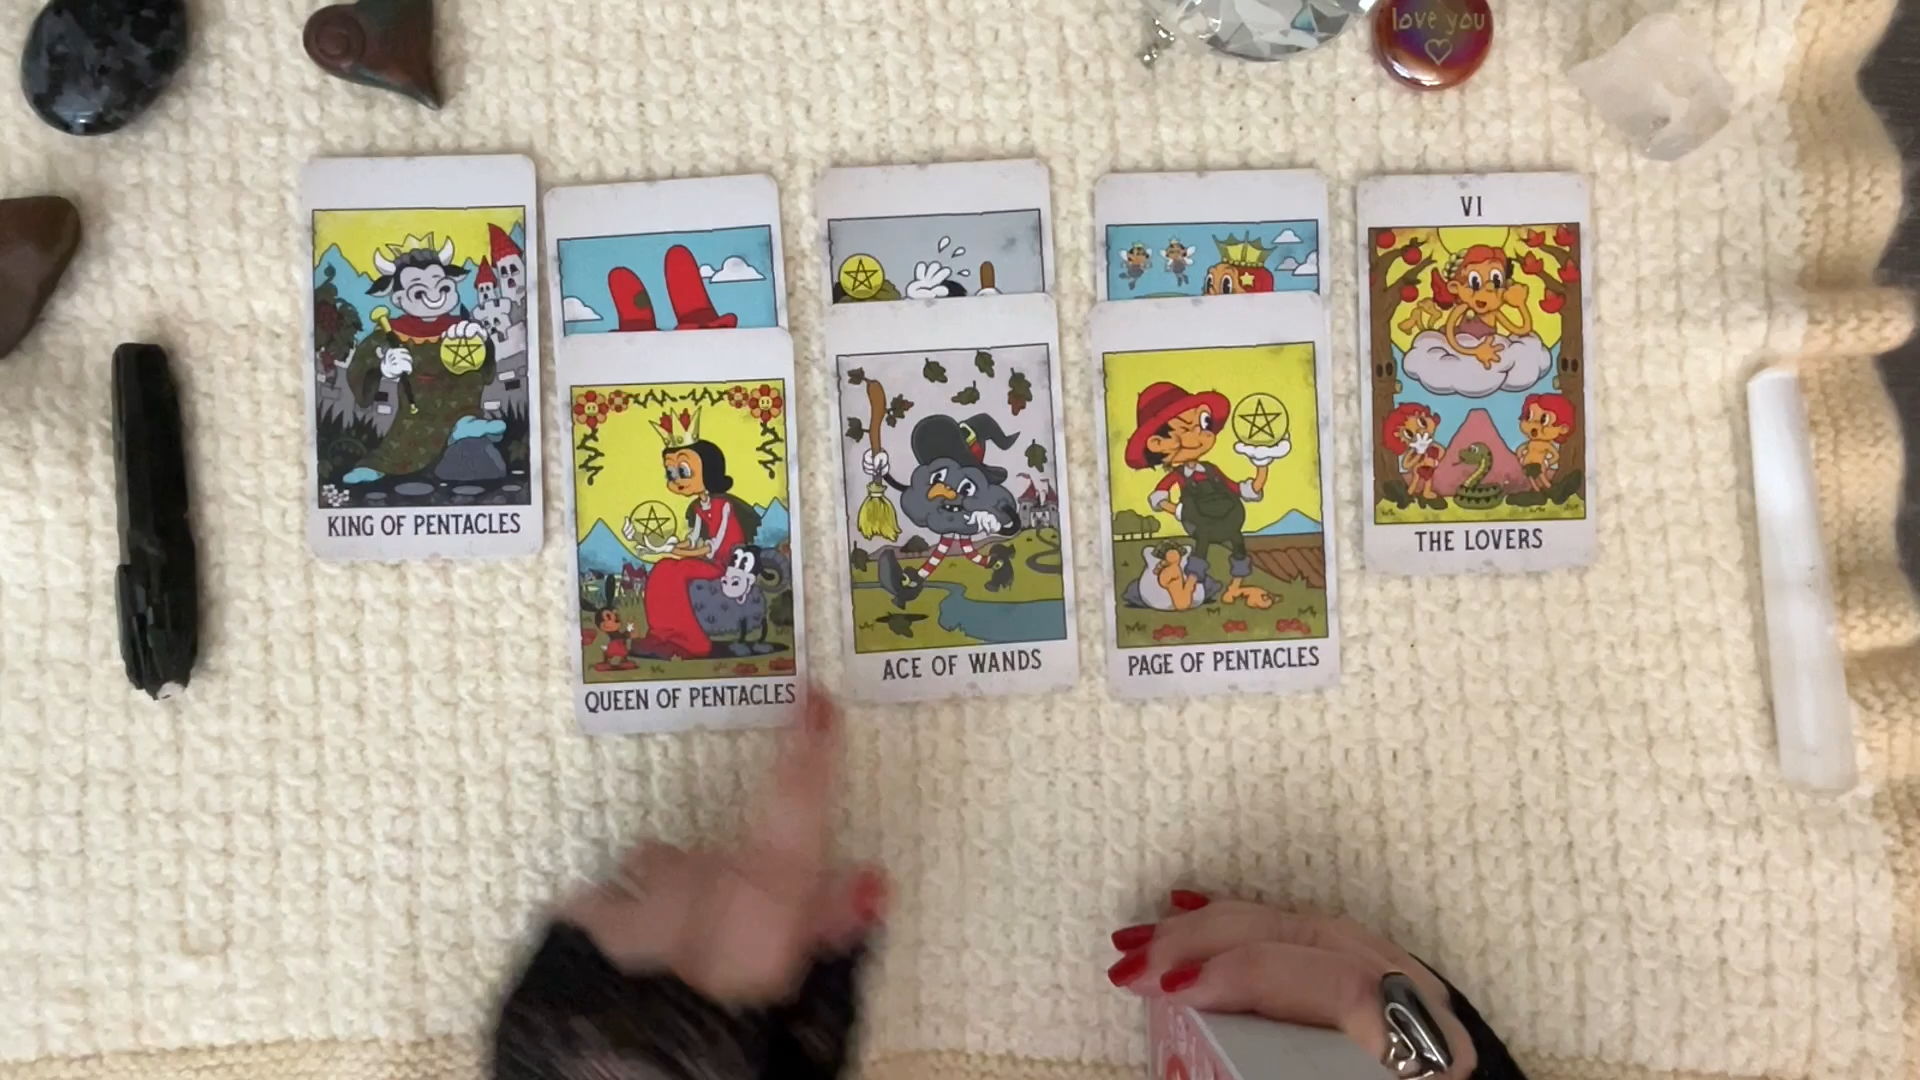 love you
VI
KING OF PENTACLES
THE LOVERS
QUEEN OF PENTACLES
ACE OF WANDS
PAGE OF PENTACLES